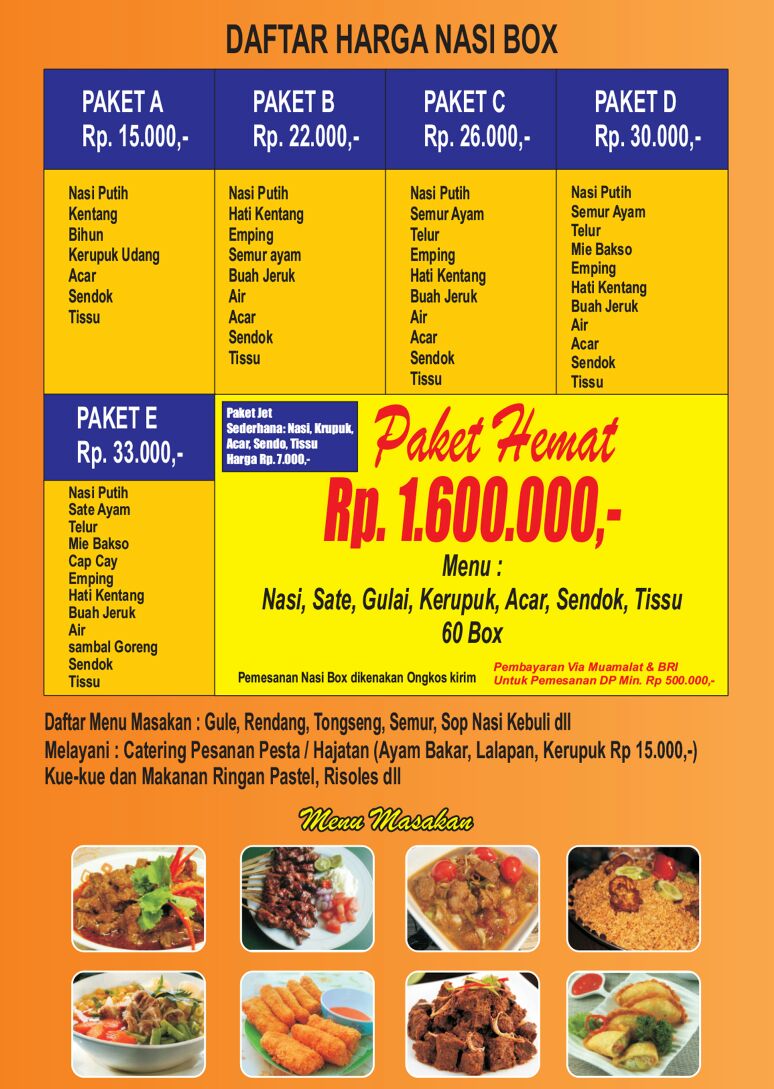 DAFTAR HARGA NASI BOX
PAKET A
Rp. 15.000,-
Nasi Putih
Kentang
Bihun
Kerupuk Udang
Acar
Sendok
Tissu
PAKET B
Rp. 22.000,-
Nasi Putih
Hati Kentang
Emping
Semur ayam
Buah Jeruk
Air
Acar
Sendok
Tissu
PAKET C
Rp. 26.000,-
Nasi Putih
Semur Ayam
Telur
Emping
Hati Kentang
Buah Jeruk
Air
Acar
Sendok
Tissu
PAKET D
Rp. 30.000,-
Nasi Putih
Semur Ayam
Telur
Mie Bakso
Emping
Hati Kentang
Buah Jeruk
Air
Acar
Sendok
Tissu
PAKET E
Rp. 33.000,-
Nasi Putih
Sate Ayam
Telur
Mie Bakso
Cap Cay
Emping
Hati Kentang
Buah Jeruk
Air
sambal Goreng
Sendok
Tissu
Paket Jet
Sederhana: Nasi, Krupuk,
Acar, Sendo, Tissu
Harga Rp. 7.000,-
Paket Hemat
Rp. 1.600.000,-
Menu :
Nasi, Sate, Gulai, Kerupuk, Acar, Sendok, Tissu
60 Box
Pemesanan Nasi Box dikenakan Ongkos kirim
Pembayaran Via Muamalat & BRI
Untuk Pemesanan DP Min. Rp 500.000,-
Daftar Menu Masakan : Gule, Rendang, Tongseng, Semur, Sop Nasi Kebuli dll
Melayani : Catering Pesanan Pesta / Hajatan (Ayam Bakar, Lalapan, Kerupuk Rp 15.000,-)
Kue-kue dan Makanan Ringan Pastel, Risoles dll
Menu Masakan